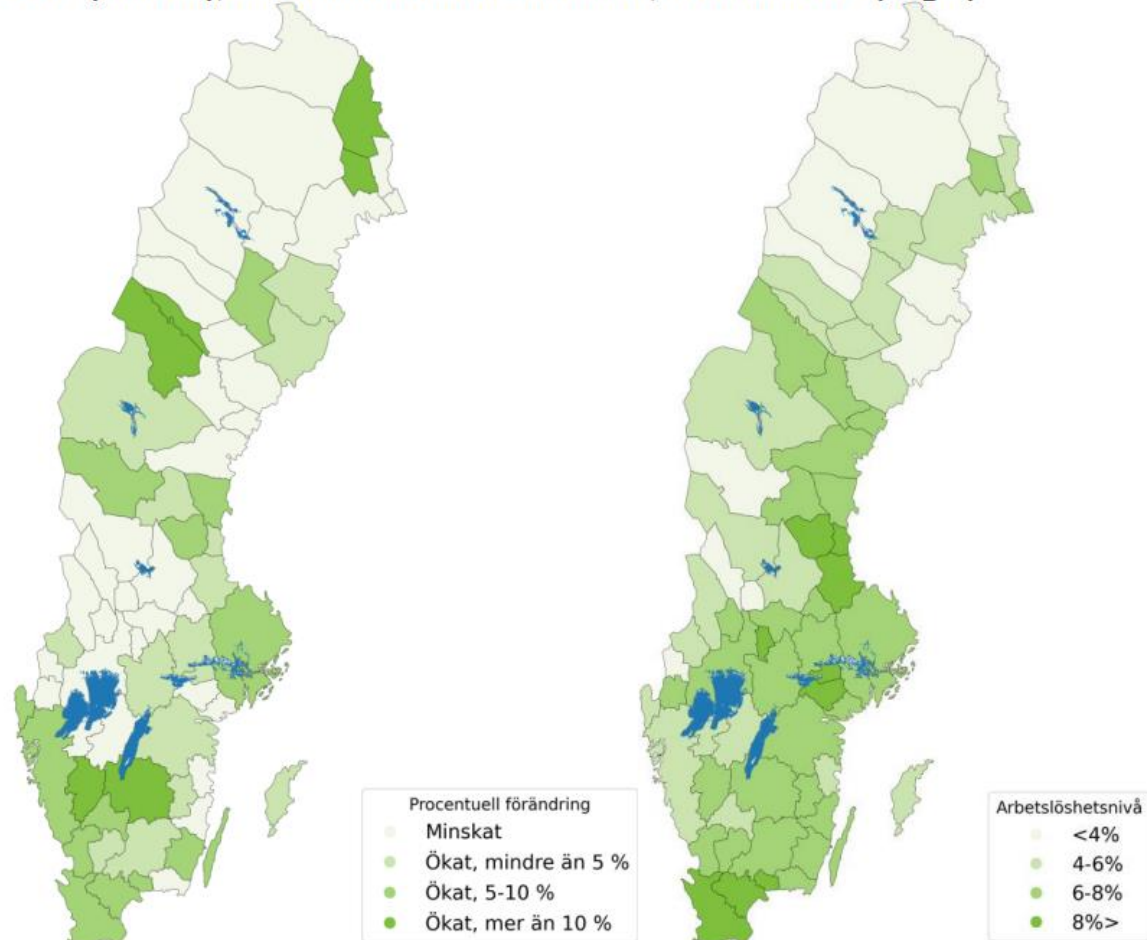 Procentuell förändring
Minskat
Ökat, mindre än 5 %
Ökat, 5-10 %
Ökat, mer än 10 %
Arbetslöshetsnivå
<4%
4-6%
6-8%
8%>